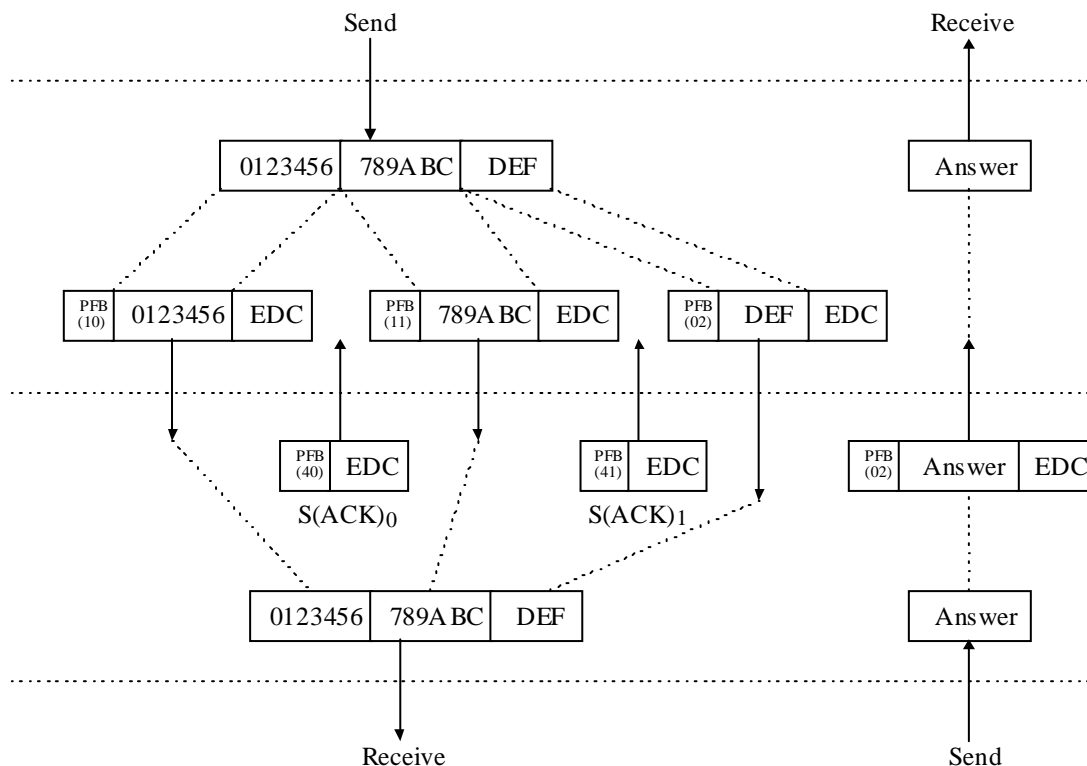 Send Receive
0123456 789ABC DEF Answer
PFB (10) 0123456 EDC PFB (11) 789ABC EDC PFB (02) DEF EDC
PFB (40) EDC PFB (41) EDC PFB (02) Answer EDC
S(ACK)0 S(ACK)1
0123456 789ABC DEF Answer
Receive Send